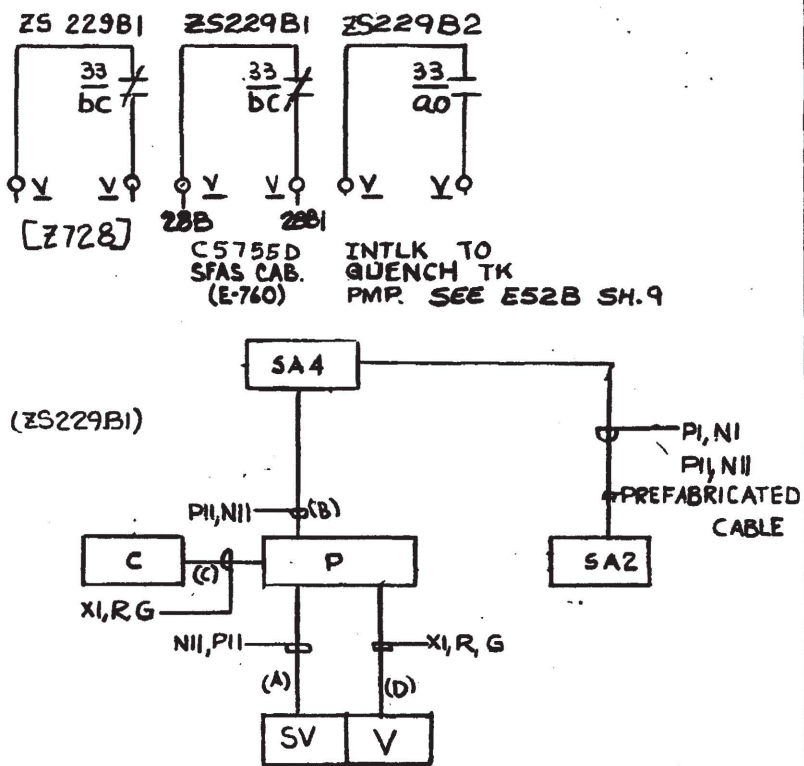 ZS 229B1 ZS229B1 ZS229B2
33 33 33
bc bc ao
V V V V V V
28B 28B1
[Z728]
C5755D
SFAS CAB.
(E-760)
INTLK TO
QUENCH TK
PMP. SEE E52B SH.9
SA4
(ZS229B1)
P1,N1
P11,N11
PREFABRICATED
CABLE
P11,N11 (B)
C (C) P SA2
X1,R,G
N11,P11 X1,R,G
(A) (D)
SV V